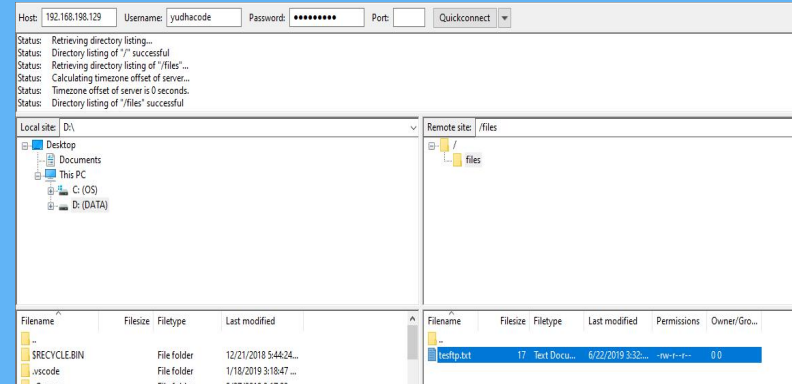 Host: 192.168.198.129 Username: yudhacode Password: ●●●●●●●●● Port: Quickconnect
Status: Retrieving directory listing...
Status: Directory listing of "/" successful
Status: Retrieving directory listing of "/files"...
Status: Calculating timezone offset of server...
Status: Timezone offset of server is 0 seconds.
Status: Directory listing of "/files" successful
Local site: D:\
Desktop
Documents
This PC
C: (OS)
D: (DATA)
Remote site: /files
/
files
Filename Filesize Filetype Last modified
..
$RECYCLE.BIN File folder 12/21/2018 5:44:24...
.vscode File folder 1/18/2019 3:18:47 ...
Filename Filesize Filetype Last modified Permissions Owner/Gro...
..
tesftp.txt 17 Text Docu... 6/22/2019 3:32:... -rw-r--r-- 0 0